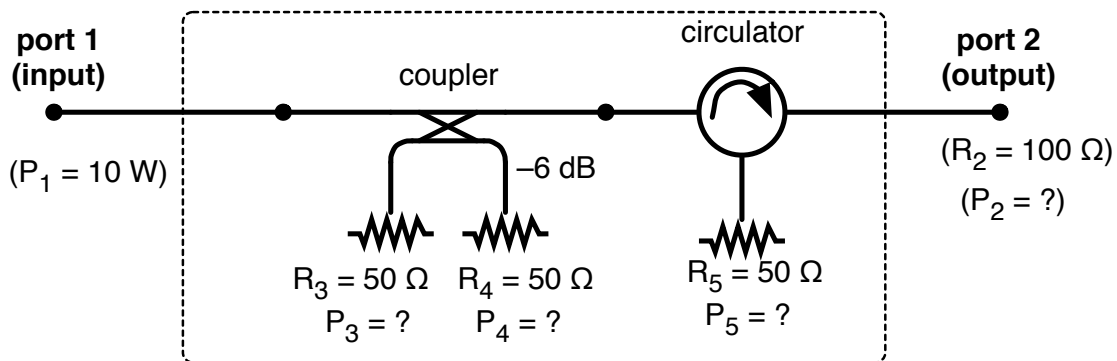 port 1
(input)
coupler
circulator
port 2
(output)
(P₁ = 10 W)
–6 dB
(R₂ = 100 Ω)
(P₂ = ?)
R₃ = 50 Ω
P₃ = ?
R₄ = 50 Ω
P₄ = ?
R₅ = 50 Ω
P₅ = ?